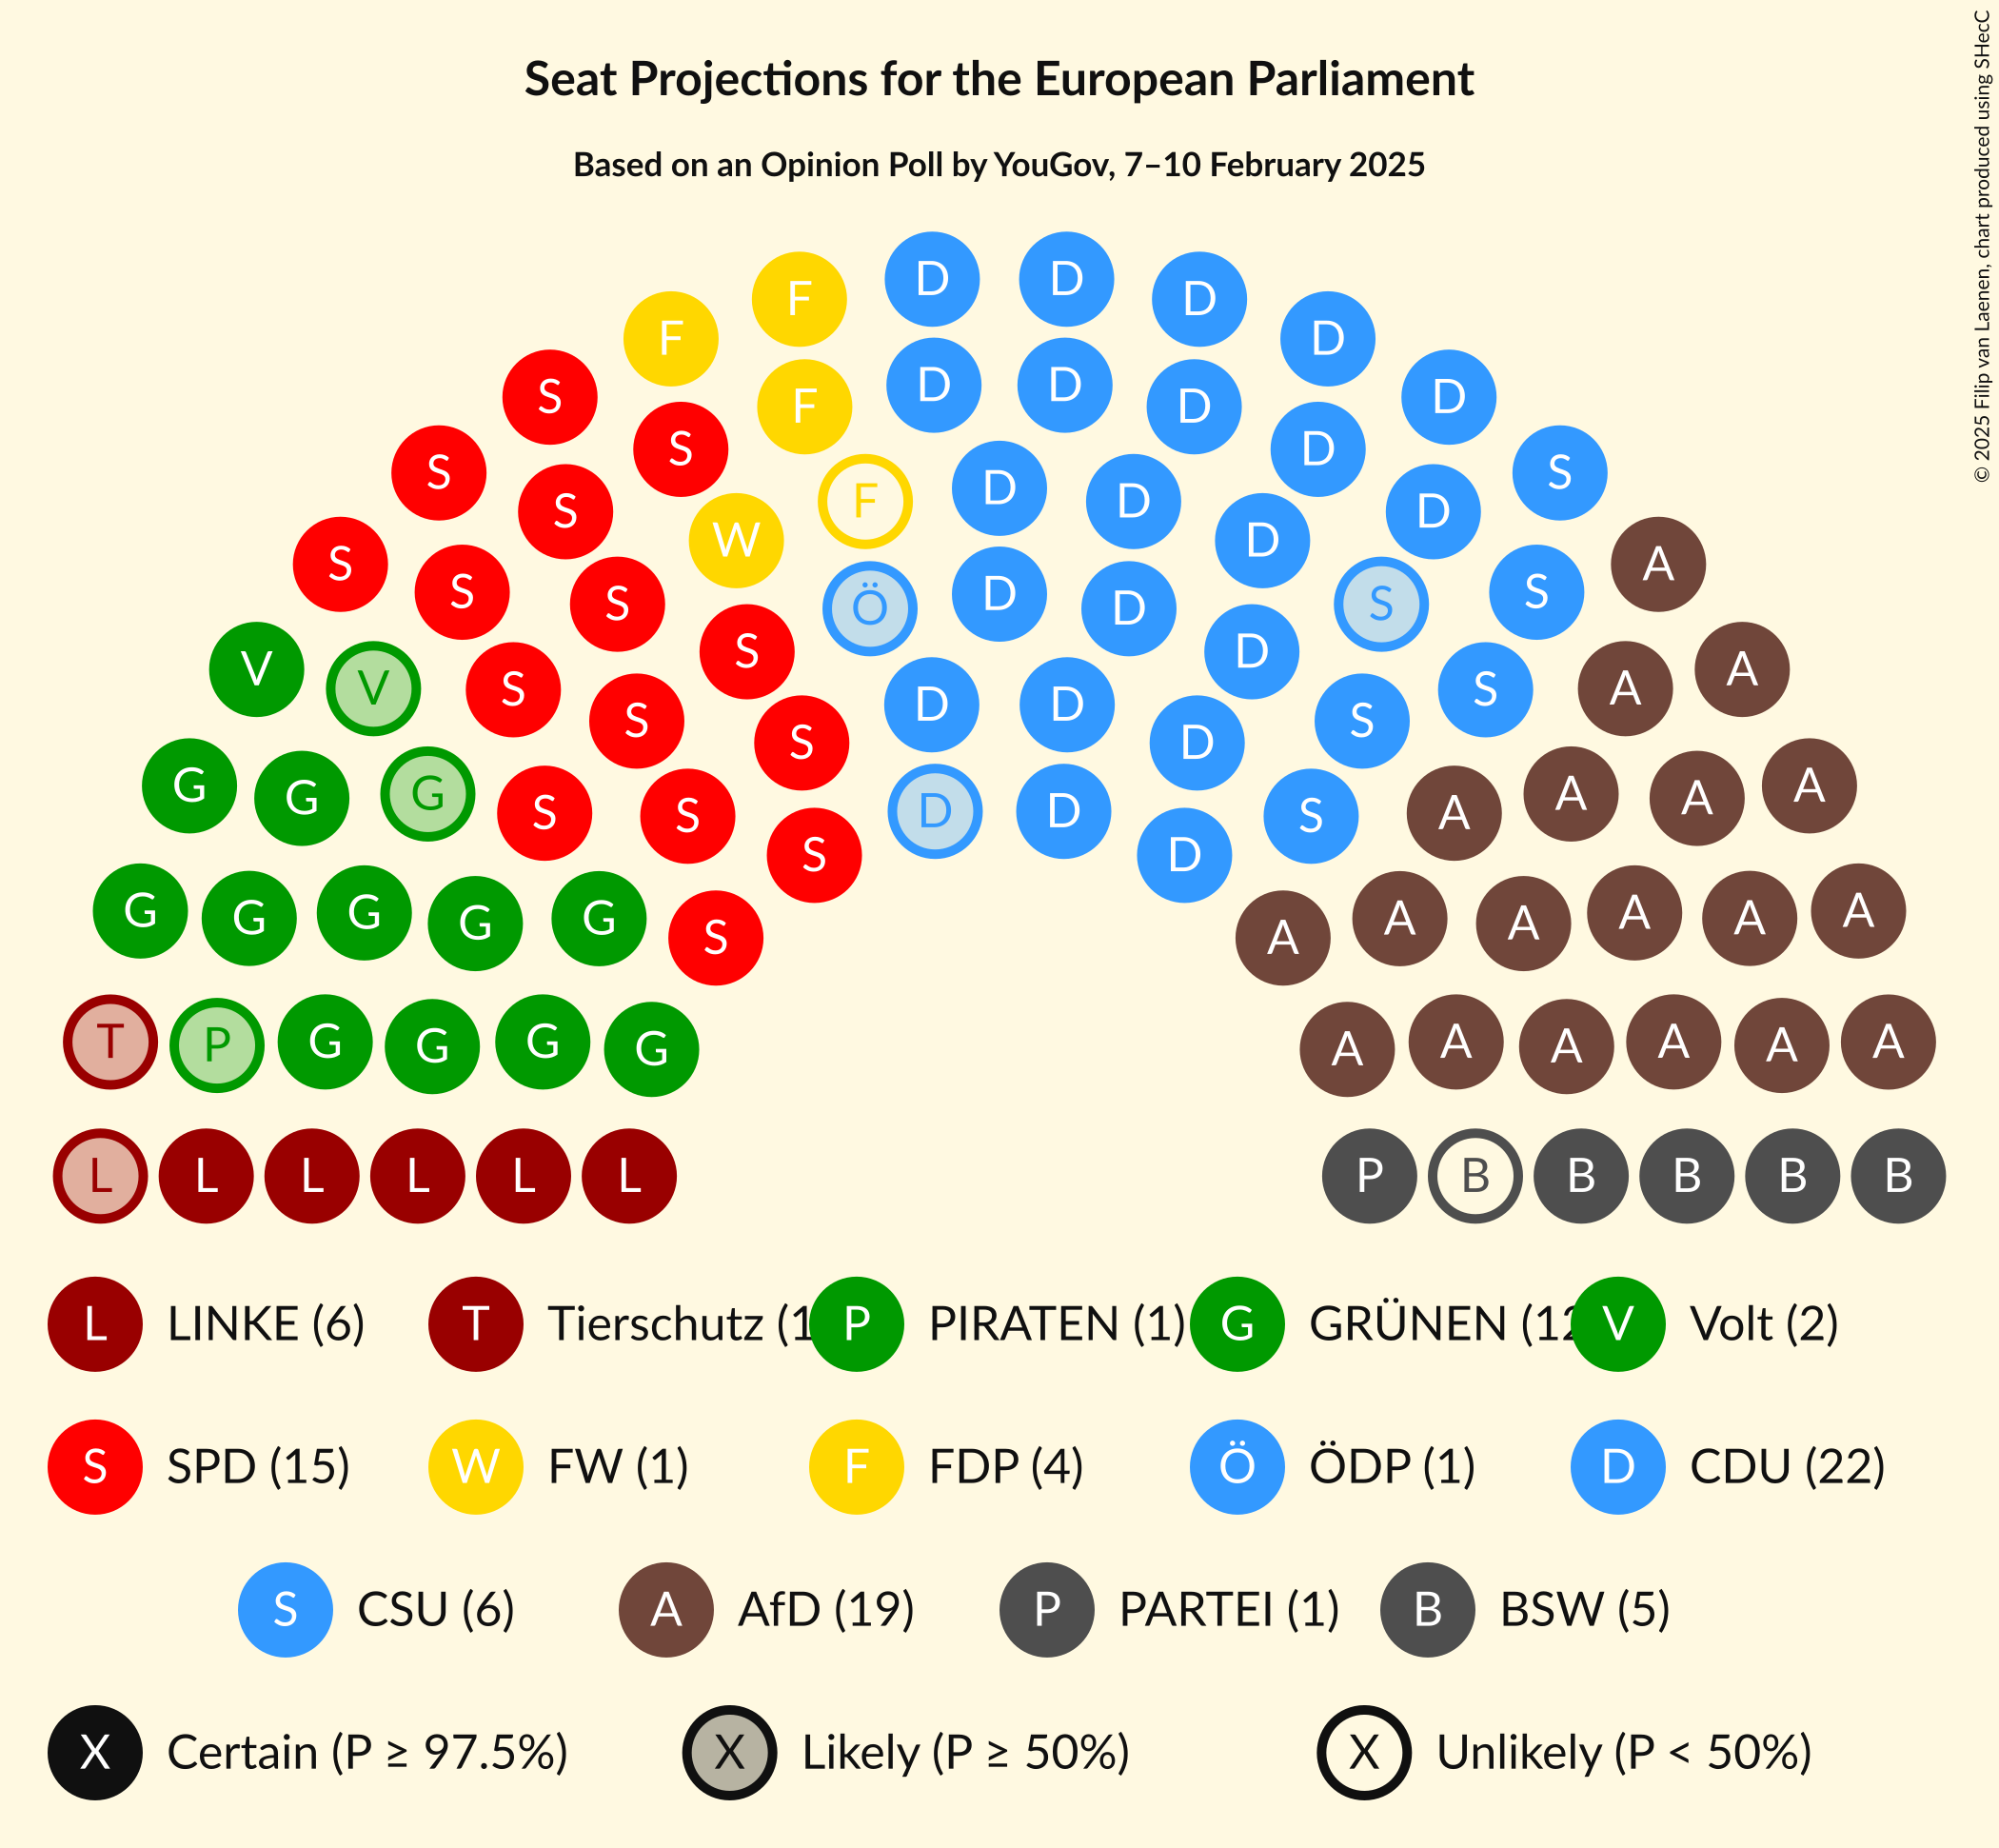 Seat Projections for the European Parliament
Based on an Opinion Poll by YouGov, 7–10 February 2025
© 2025 Filip van Laenen, chart produced using SHecC
D D
F D
F D
D D
F D
S D
S D
F D
S S
D
S S
S D
W D
S A
Ö D
S S
S S
S D
V A
V S S A
D D
S S
S D
G G G A A A
S A
D D
S S
S D
G G G G G A A A A A
S A
T P G G G G A A A A A A
L L L L L L P B B B B B
L LINKE (6) T Tierschutz (1 P PIRATEN (1) G GRÜNEN (12 V Volt (2)
S SPD (15) W FW (1) F FDP (4) Ö ÖDP (1) D CDU (22)
S CSU (6) A AfD (19) P PARTEI (1) B BSW (5)
X Certain (P ≥ 97.5%) X Likely (P ≥ 50%) X Unlikely (P < 50%)